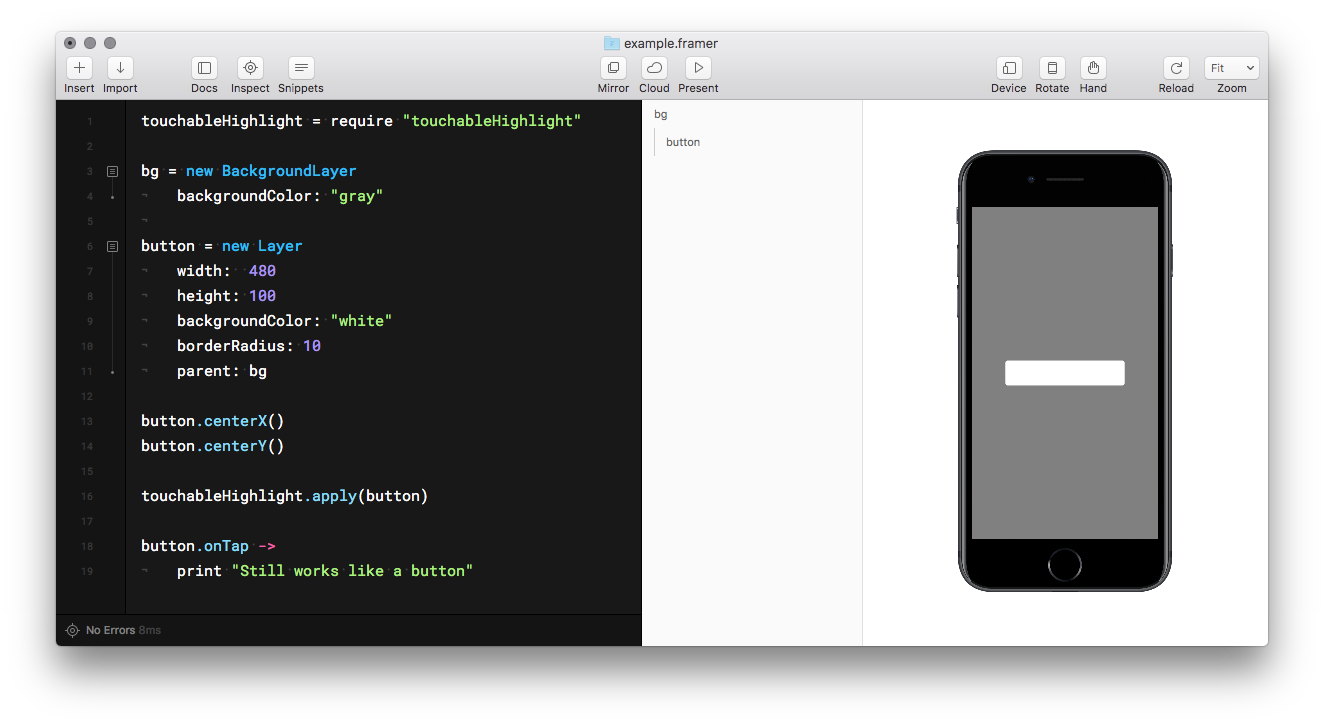 example.framer
Insert Import Docs Inspect Snippets Mirror Cloud Present Device Rotate Hand Reload Fit Zoom
1 touchableHighlight = require "touchableHighlight"
2
3 bg = new BackgroundLayer
4 backgroundColor: "gray"
5
6 button = new Layer
7 width: 480
8 height: 100
9 backgroundColor: "white"
10 borderRadius: 10
11 parent: bg
12
13 button.centerX()
14 button.centerY()
15
16 touchableHighlight.apply(button)
17
18 button.onTap ->
19 print "Still works like a button"
No Errors 8ms
bg
button